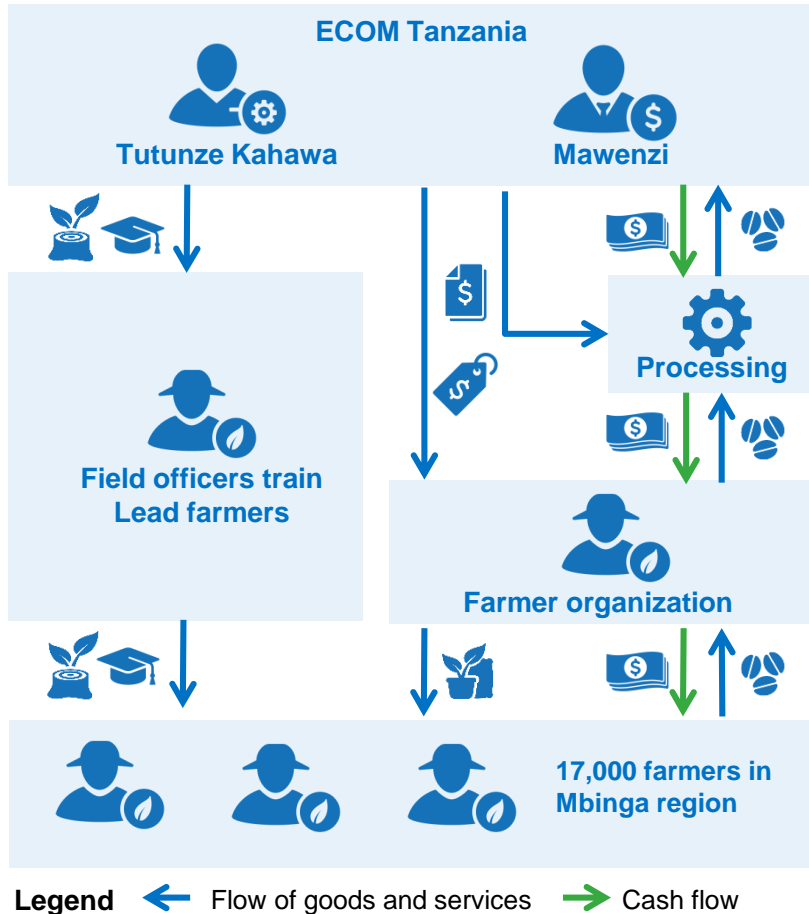 ECOM Tanzania
Tutunze Kahawa
Mawenzi
$
$
$
$
Processing
$
Field officers train
Lead farmers
Farmer organization
$
17,000 farmers in
Mbinga region
Legend
Flow of goods and services
Cash flow